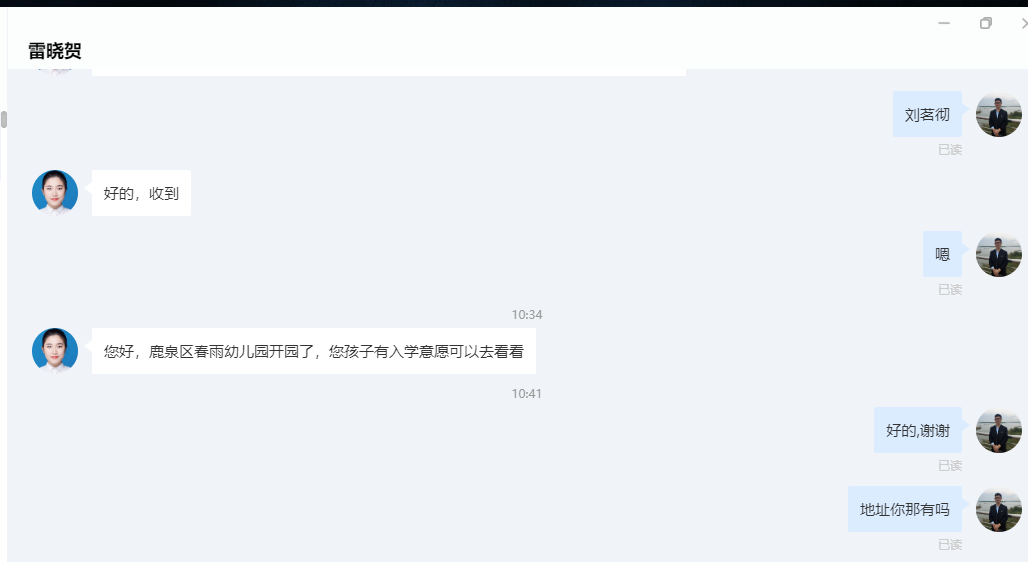 雷晓贺
刘茗彻
已读
好的，收到
嗯
已读
10:34
您好，鹿泉区春雨幼儿园开园了，您孩子有入学意愿可以去看看
10:41
好的,谢谢
已读
地址你那有吗
已读